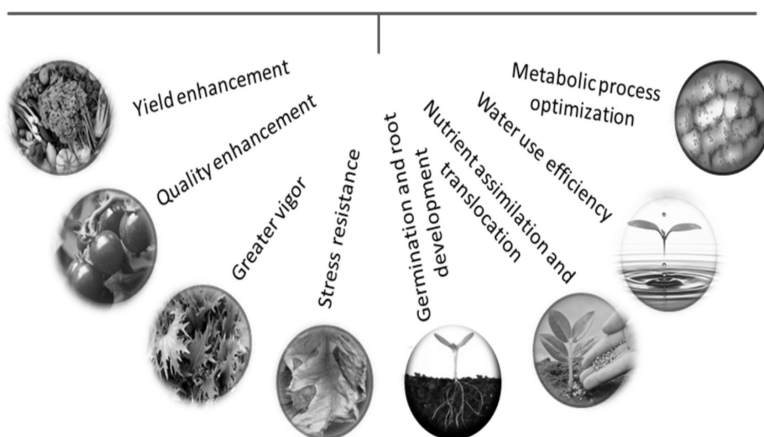 Yield enhancement
Quality enhancement
Greater vigor
Stress resistance
Germination and root
development
Nutrient assimilation and
translocation
Water use efficiency
Metabolic process
optimization